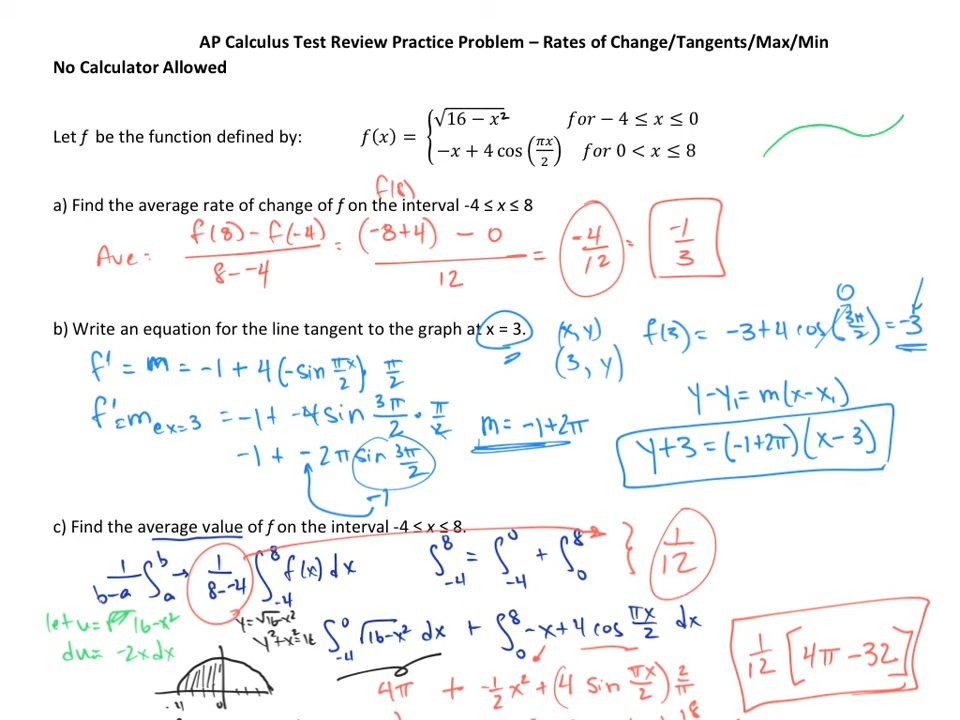 AP Calculus Test Review Practice Problem – Rates of Change/Tangents/Max/Min
No Calculator Allowed
Let f be the function defined by: f(x) = { √(16 − x²) for − 4 ≤ x ≤ 0
−x + 4 cos (πx/2) for 0 < x ≤ 8
f(8)
a) Find the average rate of change of f on the interval -4 ≤ x ≤ 8
Ave = (f(8) - f(-4))/(8--4) = ((-8+4) - 0)/12 = -4/12 = -1/3
b) Write an equation for the line tangent to the graph at x = 3. (x, y) f(3) = -3+4 cos(3π/2) = -3
0
(3, y)
f' = m = -1 + 4(-sin πx/2) π/2
y-y₁ = m(x-x₁)
f' = m @x=3 = -1 + -4 sin 3π/2 · π/2 m = -1+2π
y+3 = (-1+2π)(x-3)
-1 + -2π sin 3π/2
-1
c) Find the average value of f on the interval -4 ≤ x ≤ 8.
1/(b-a) ∫ₐᵇ → 1/(8--4) ∫₋₄⁸ f(x) dx ∫₋₄⁸ = ∫₋₄⁰ + ∫₀⁸ } 1/12
let u = 16-x² y=√16-x²
du = -2x dx y²+x²=16 ∫₋₄⁰ √16-x² dx + ∫₀⁸ -x+4 cos πx/2 dx
1/12 [4π -32]
4π + -1/2 x² + (4 sin πx/2) 2/π
-4 0